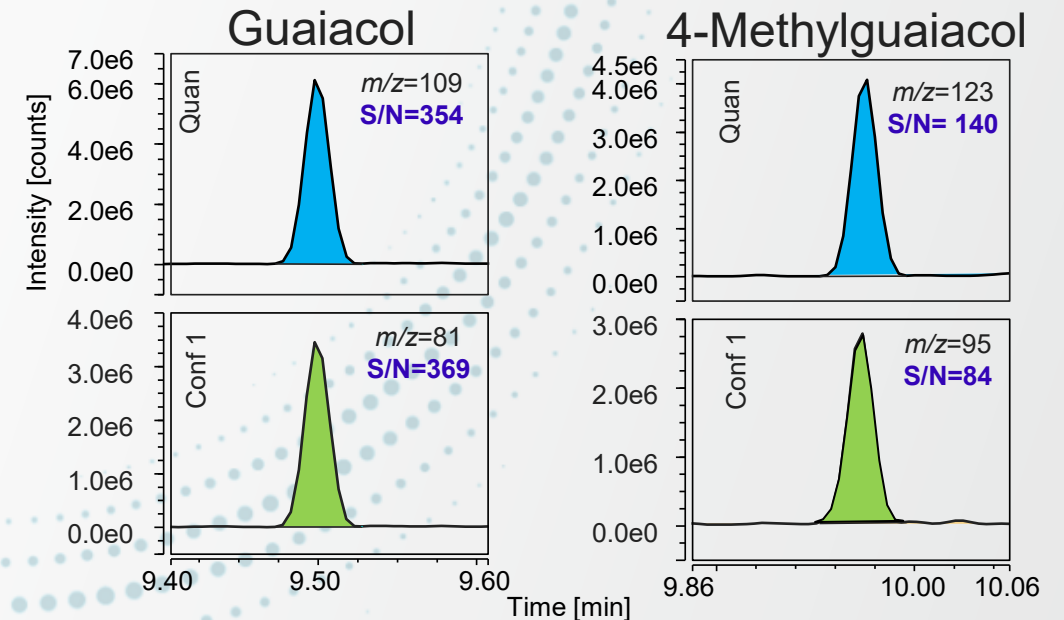 Guaiacol
Intensity [counts]
7.0e6
6.0e6
4.0e6
2.0e6
0.0e0
Quan
m/z=109
S/N=354
4.0e6
3.0e6
2.0e6
1.0e6
0.0e0
Conf 1
m/z=81
S/N=369
9.40
9.50
9.60
4-Methylguaiacol
4.5e6
4.0e6
3.0e6
2.0e6
1.0e6
0.0e0
Quan
m/z=123
S/N= 140
3.0e6
2.0e6
1.0e6
0.0e0
Conf 1
m/z=95
S/N=84
9.86
10.00
10.06
Time [min]